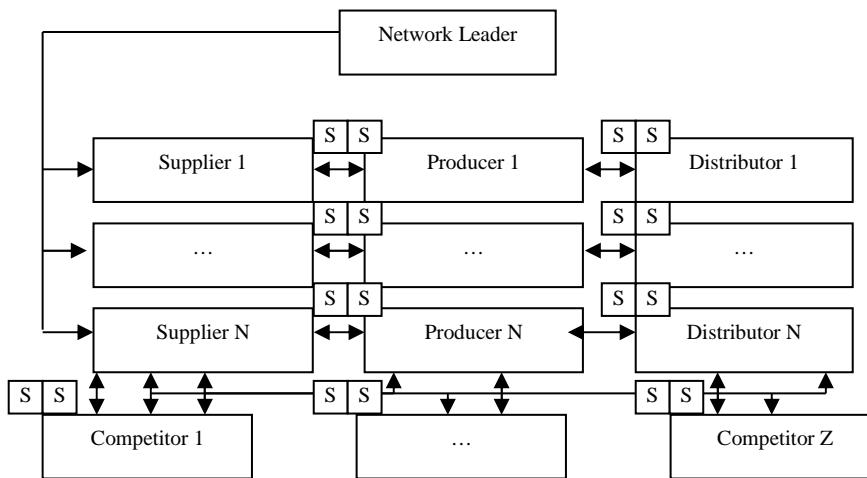 Network Leader
S S S S
Supplier 1 Producer 1 Distributor 1
S S S S
... ... ...
S S S S
Supplier N Producer N Distributor N
S S S S S S
Competitor 1 ... Competitor Z